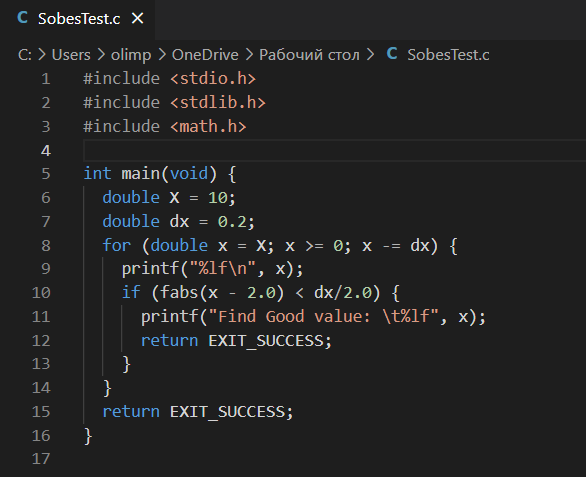 SobesTest.c
C: > Users > olimp > OneDrive > Рабочий стол > SobesTest.c
1 #include <stdio.h>
2 #include <stdlib.h>
3 #include <math.h>
4
5 int main(void) {
6   double X = 10;
7   double dx = 0.2;
8   for (double x = X; x >= 0; x -= dx) {
9     printf("%lf\n", x);
10     if (fabs(x - 2.0) < dx/2.0) {
11       printf("Find Good value: \t%lf", x);
12       return EXIT_SUCCESS;
13     }
14   }
15   return EXIT_SUCCESS;
16 }
17